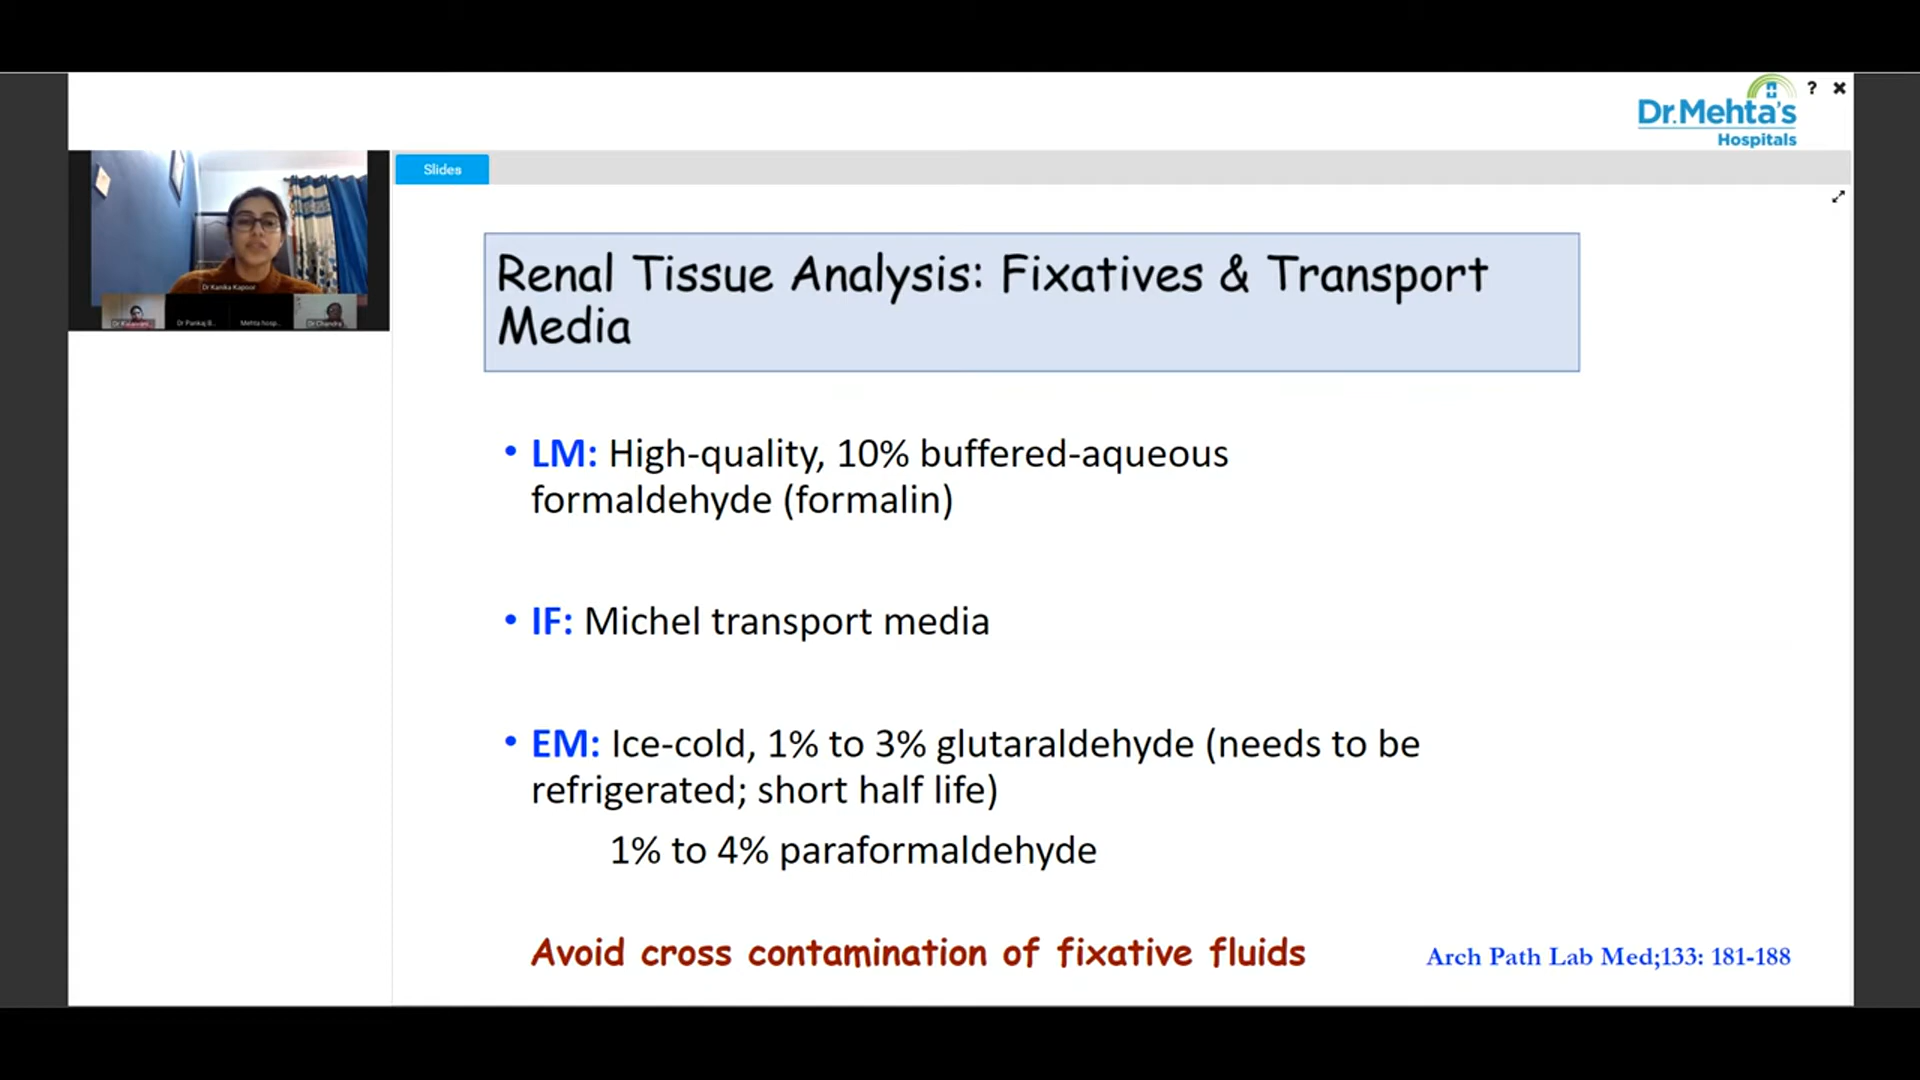 Dr.Mehta's
Hospitals
? ✖
Slides
Dr Kanika Kapoor
Dr Pankaj B...
Mehta hosp...
Dr Chandra
Renal Tissue Analysis: Fixatives & Transport
Media
• LM: High-quality, 10% buffered-aqueous
formaldehyde (formalin)
• IF: Michel transport media
• EM: Ice-cold, 1% to 3% glutaraldehyde (needs to be
refrigerated; short half life)
1% to 4% paraformaldehyde
Avoid cross contamination of fixative fluids
Arch Path Lab Med;133: 181-188